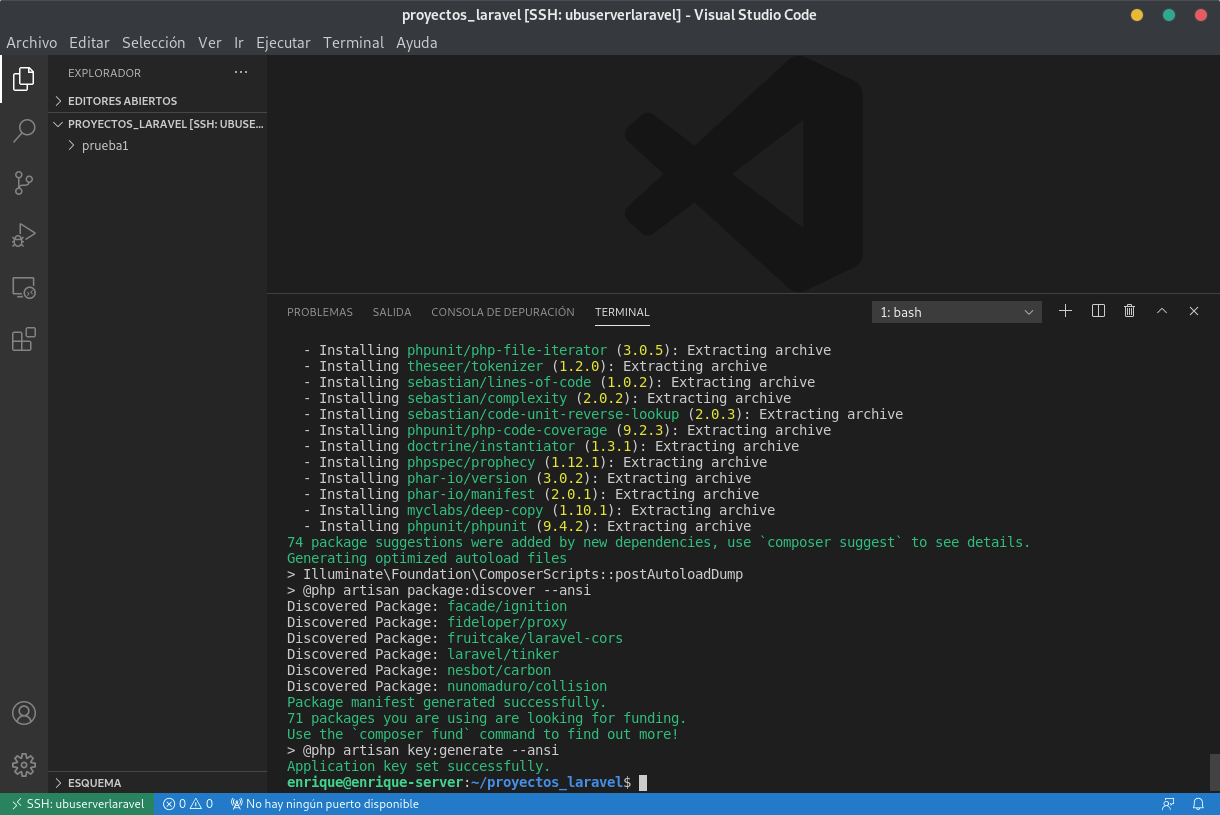 proyectos_laravel [SSH: ubuserverlaravel] - Visual Studio Code
Archivo Editar Selección Ver Ir Ejecutar Terminal Ayuda
EXPLORADOR
EDITORES ABIERTOS
PROYECTOS_LARAVEL [SSH: UBUSE...
prueba1
PROBLEMAS SALIDA CONSOLA DE DEPURACIÓN TERMINAL 1: bash
- Installing phpunit/php-file-iterator (3.0.5): Extracting archive
- Installing theseer/tokenizer (1.2.0): Extracting archive
- Installing sebastian/lines-of-code (1.0.2): Extracting archive
- Installing sebastian/complexity (2.0.2): Extracting archive
- Installing sebastian/code-unit-reverse-lookup (2.0.3): Extracting archive
- Installing phpunit/php-code-coverage (9.2.3): Extracting archive
- Installing doctrine/instantiator (1.3.1): Extracting archive
- Installing phpspec/prophecy (1.12.1): Extracting archive
- Installing phar-io/version (3.0.2): Extracting archive
- Installing phar-io/manifest (2.0.1): Extracting archive
- Installing myclabs/deep-copy (1.10.1): Extracting archive
- Installing phpunit/phpunit (9.4.2): Extracting archive
74 package suggestions were added by new dependencies, use `composer suggest` to see details.
Generating optimized autoload files
> Illuminate\Foundation\ComposerScripts::postAutoloadDump
> @php artisan package:discover --ansi
Discovered Package: facade/ignition
Discovered Package: fideloper/proxy
Discovered Package: fruitcake/laravel-cors
Discovered Package: laravel/tinker
Discovered Package: nesbot/carbon
Discovered Package: nunomaduro/collision
Package manifest generated successfully.
71 packages you are using are looking for funding.
Use the `composer fund` command to find out more!
> @php artisan key:generate --ansi
Application key set successfully.
enrique@enrique-server:~/proyectos_laravel$
ESQUEMA
SSH: ubuserverlaravel 0 0 No hay ningún puerto disponible